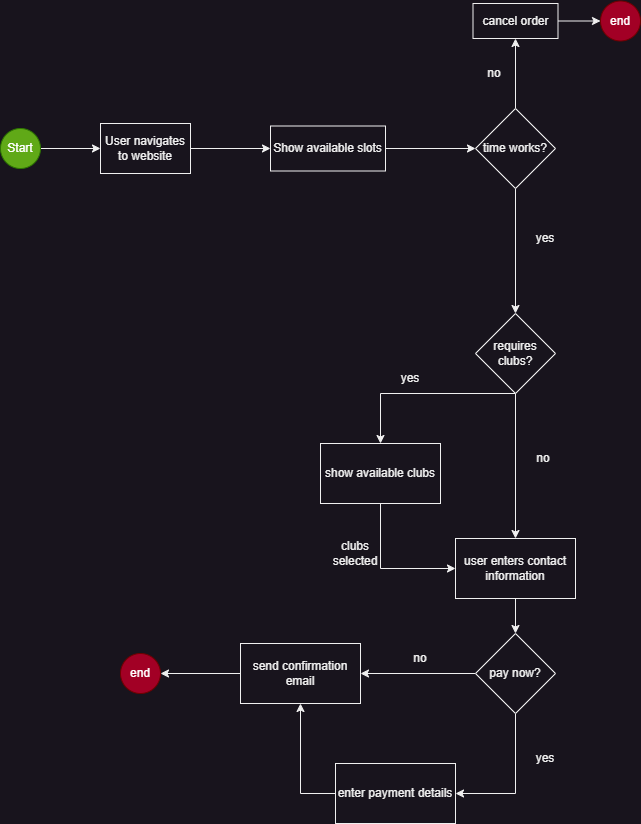 cancel order
end
no
Start
User navigates
to website
Show available slots
time works?
yes
requires
clubs?
yes
show available clubs
no
clubs
selected
user enters contact
information
end
send confirmation
email
no
pay now?
yes
enter payment details